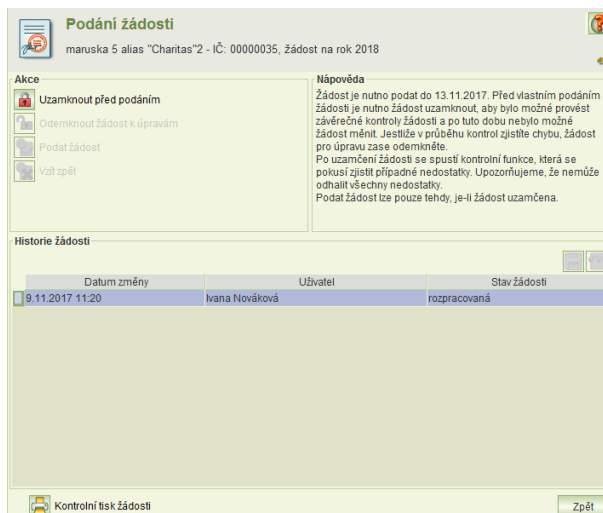 Podání žádosti
maruska 5 alias "Charitas"2 - IČ: 00000035, žádost na rok 2018
Akce
Uzamknout před podáním
Odemknout žádost k úpravám
Podat žádost
Vzít zpět
Nápověda
Žádost je nutno podat do 13.11.2017. Před vlastním podáním
žádosti je nutno žádost uzamknout, aby bylo možné provést
závěrečné kontroly žádosti a po tuto dobu nebylo možné
žádost měnit. Jestliže v průběhu kontrol zjistíte chybu, žádost
pro úpravu zase odemkněte.
Po uzamčení žádosti se spustí kontrolní funkce, která se
pokusí zjistit případné nedostatky. Upozorňujeme, že nemůže
odhalit všechny nedostatky.
Podat žádost lze pouze tehdy, je-li žádost uzamčena.
Historie žádosti
Datum změny Uživatel Stav žádosti
9.11.2017 11:20 Ivana Nováková rozpracovaná
Kontrolní tisk žádosti
Zpět